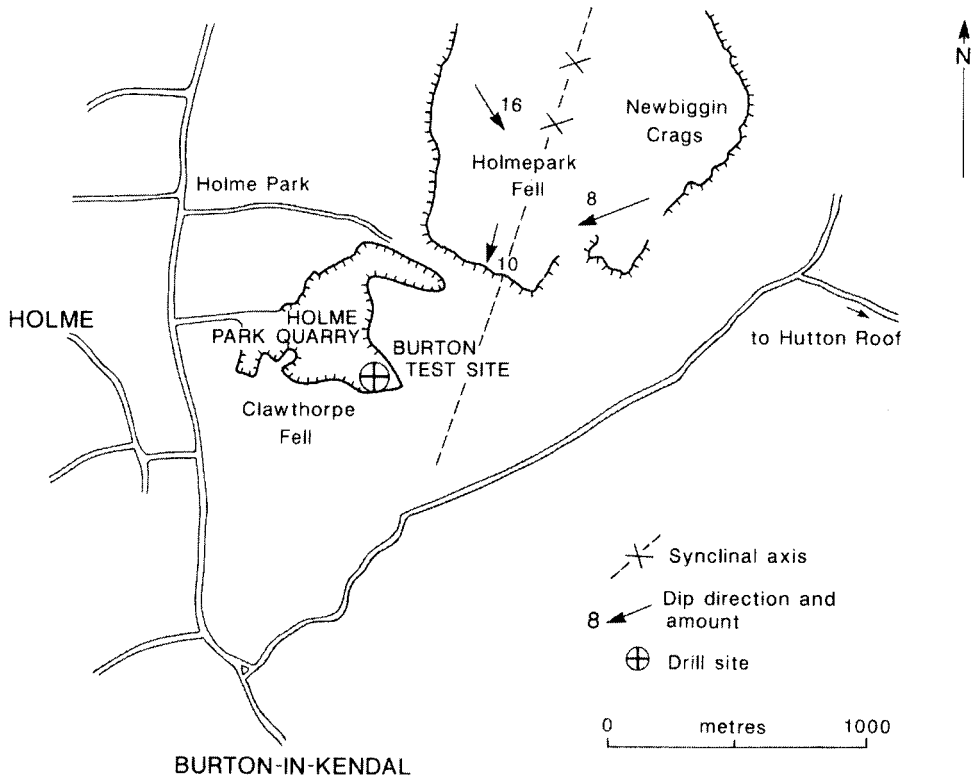 N
16
Newbiggin
Crags
Holmepark
Fell
Holme Park
8
10
HOLME
HOLME
PARK QUARRY
BURTON
TEST SITE
to Hutton Roof
Clawthorpe
Fell
Synclinal axis
8
Dip direction and
amount
Drill site
0 metres 1000
BURTON-IN-KENDAL